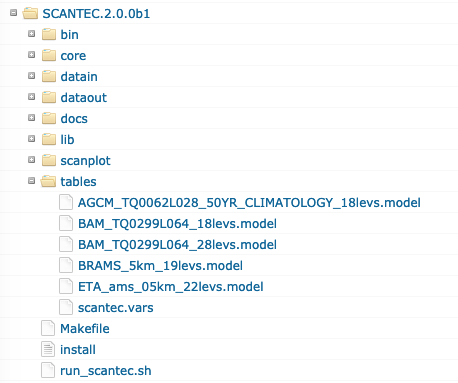 SCANTEC.2.0.0b1
bin
core
datain
dataout
docs
lib
scanplot
tables
AGCM_TQ0062L028_50YR_CLIMATOLOGY_18levs.model
BAM_TQ0299L064_18levs.model
BAM_TQ0299L064_28levs.model
BRAMS_5km_19levs.model
ETA_ams_05km_22levs.model
scantec.vars
Makefile
install
run_scantec.sh